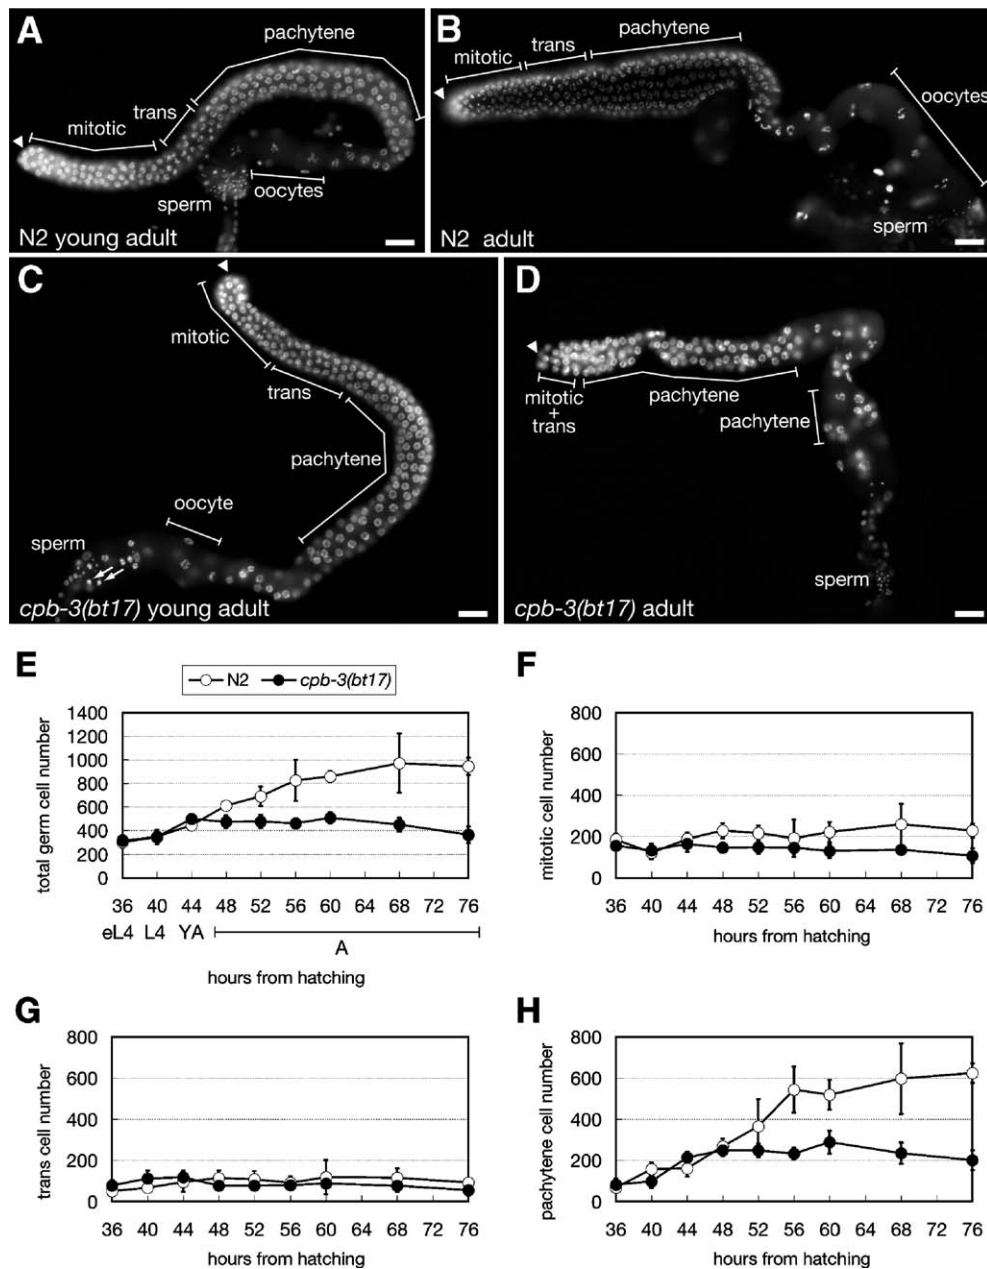 A
pachytene
trans
mitotic
oocytes
sperm
N2 young adult
B
pachytene
trans
mitotic
oocytes
sperm
N2 adult
C
mitotic
trans
pachytene
oocyte
sperm
cpb-3(bt17) young adult
D
mitotic
+
trans
pachytene
pachytene
sperm
cpb-3(bt17) adult
E
N2 cpb-3(bt17)
total germ cell number
1400
1200
1000
800
600
400
200
0
36 40 44 48 52 56 60 64 68 72 76
eL4 L4 YA
A
hours from hatching
F
mitotic cell number
800
600
400
200
0
36 40 44 48 52 56 60 64 68 72 76
hours from hatching
G
trans cell number
800
600
400
200
0
36 40 44 48 52 56 60 64 68 72 76
hours from hatching
H
pachytene cell number
800
600
400
200
0
36 40 44 48 52 56 60 64 68 72 76
hours from hatching